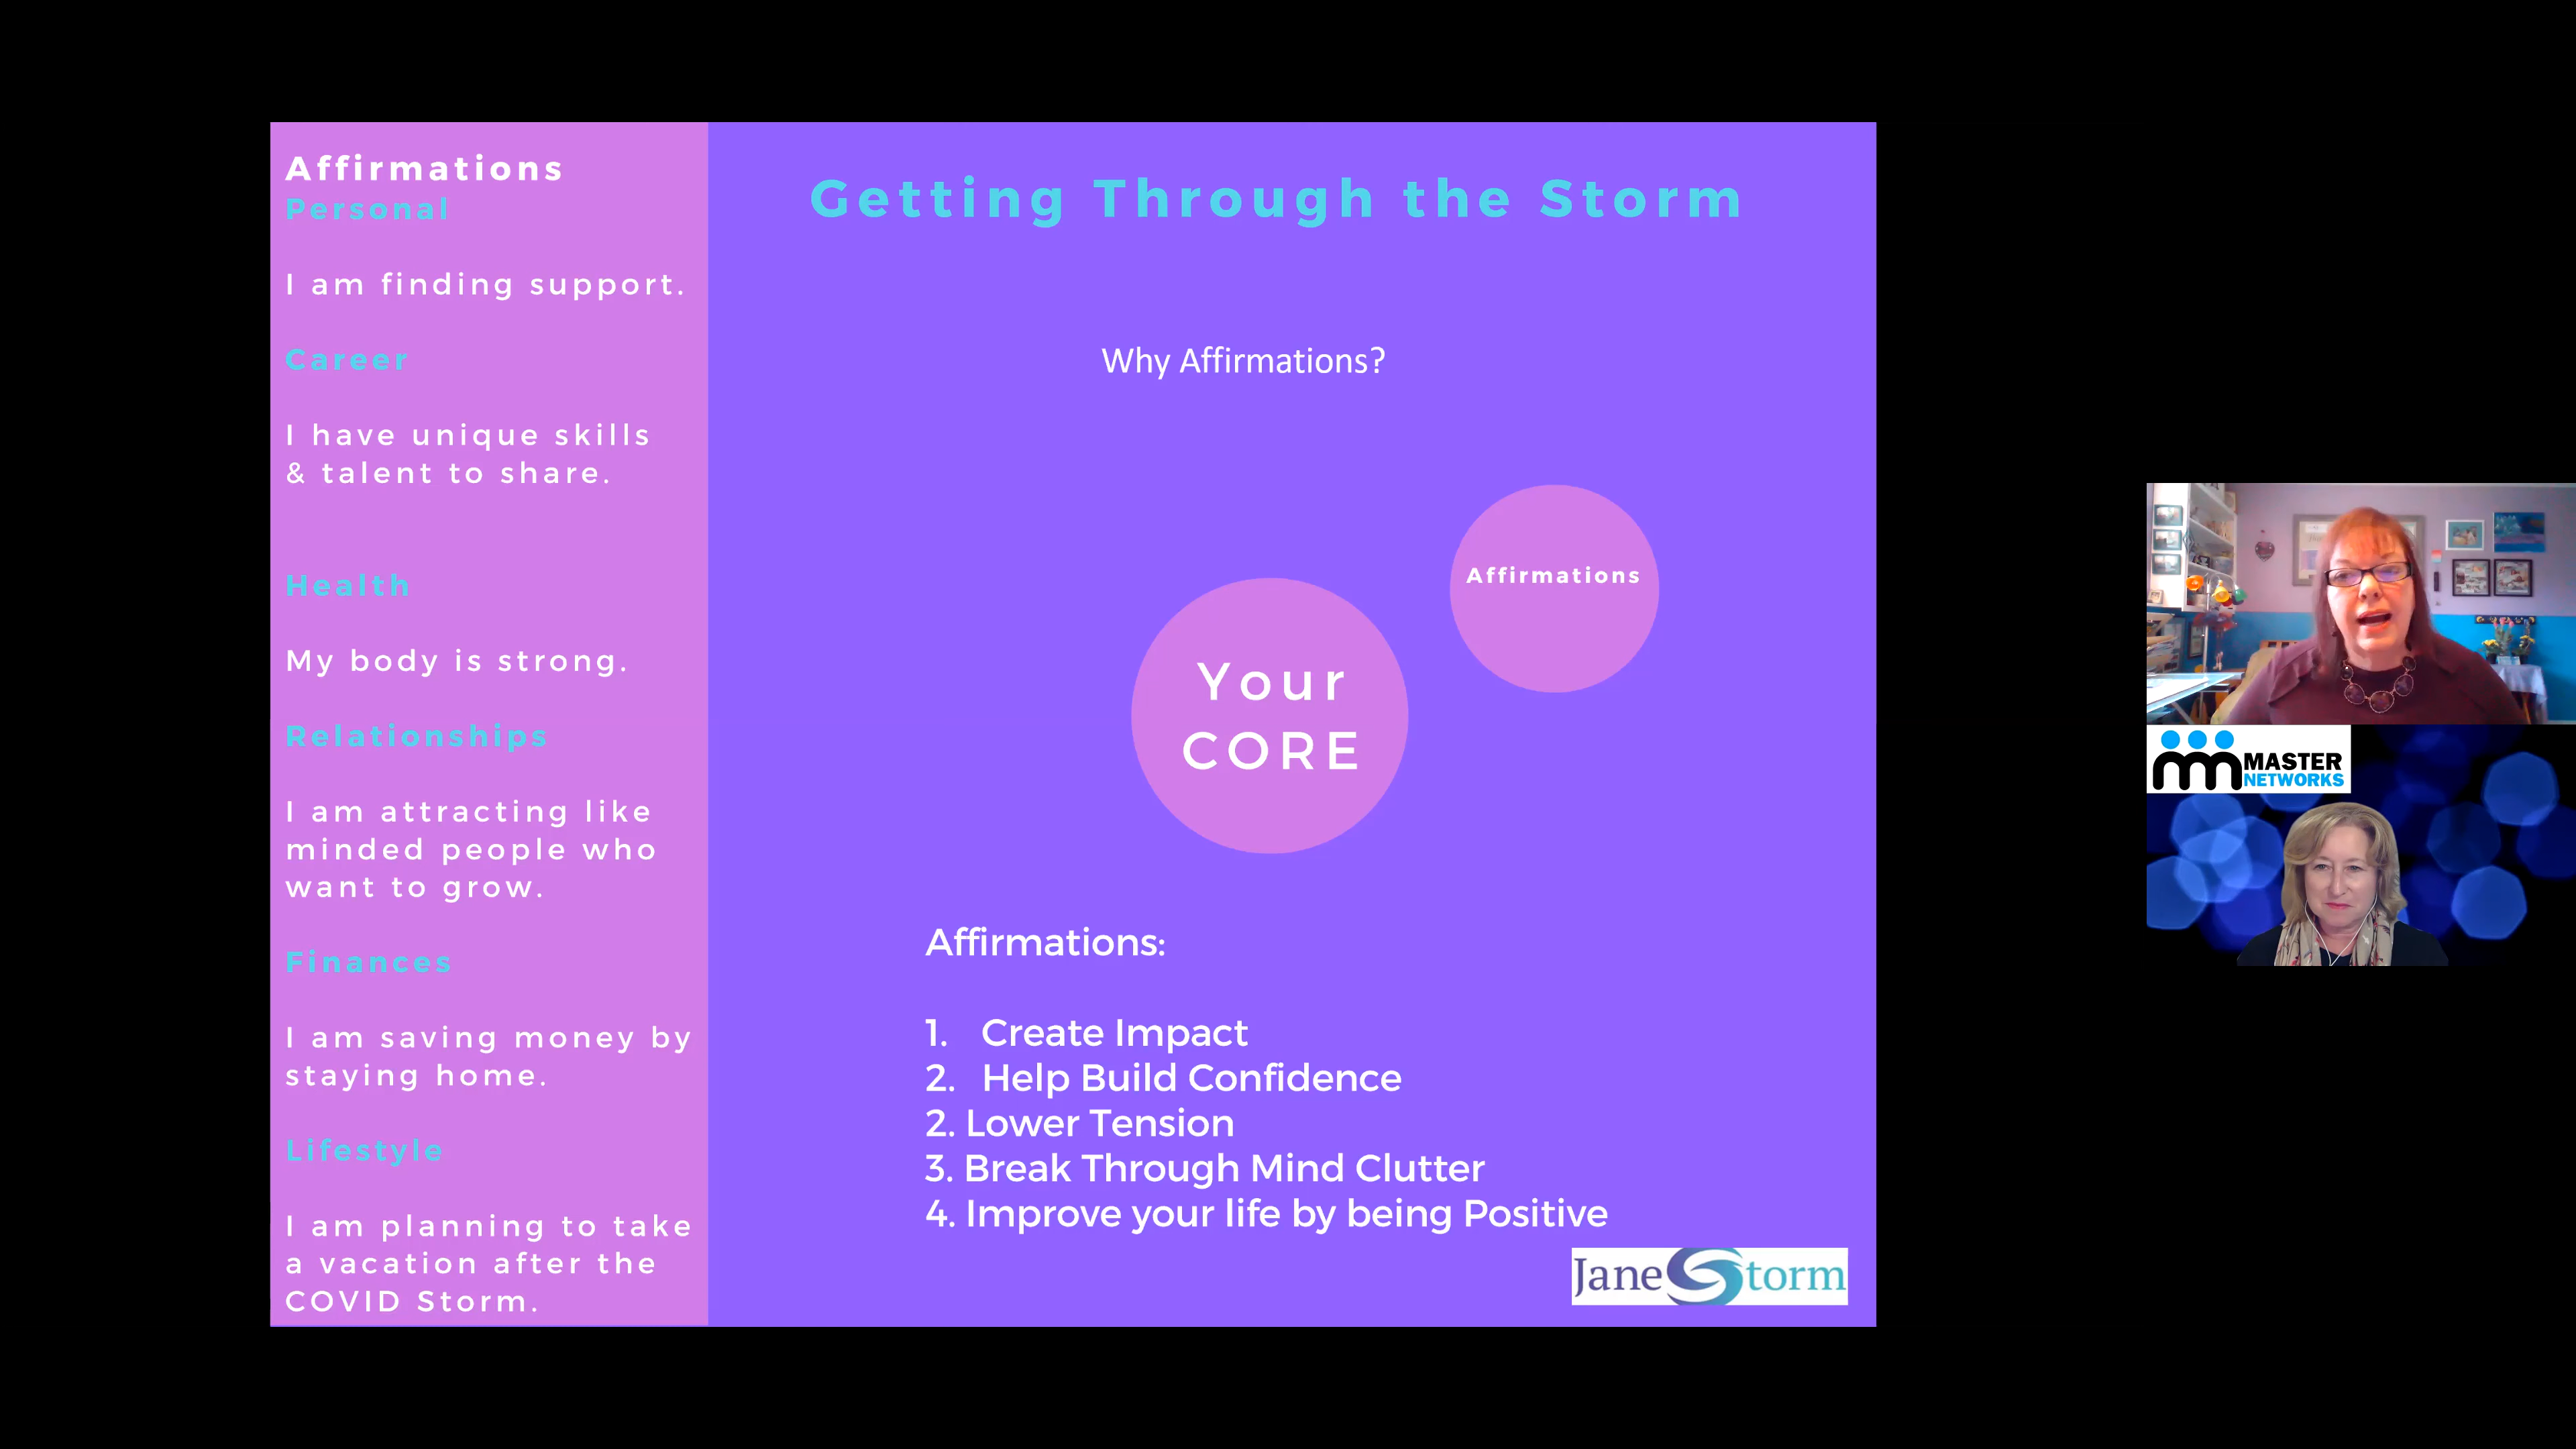 Affirmations
Personal
I am finding support.
Career
I have unique skills
& talent to share.
Health
My body is strong.
Relationships
I am attracting like
minded people who
want to grow.
Finances
I am saving money by
staying home.
Lifestyle
I am planning to take
a vacation after the
COVID Storm.
Getting Through the Storm
Why Affirmations?
Affirmations
Your
CORE
Affirmations:
1. Create Impact
2. Help Build Confidence
2. Lower Tension
3. Break Through Mind Clutter
4. Improve your life by being Positive
Jane Storm
MASTER
NETWORKS